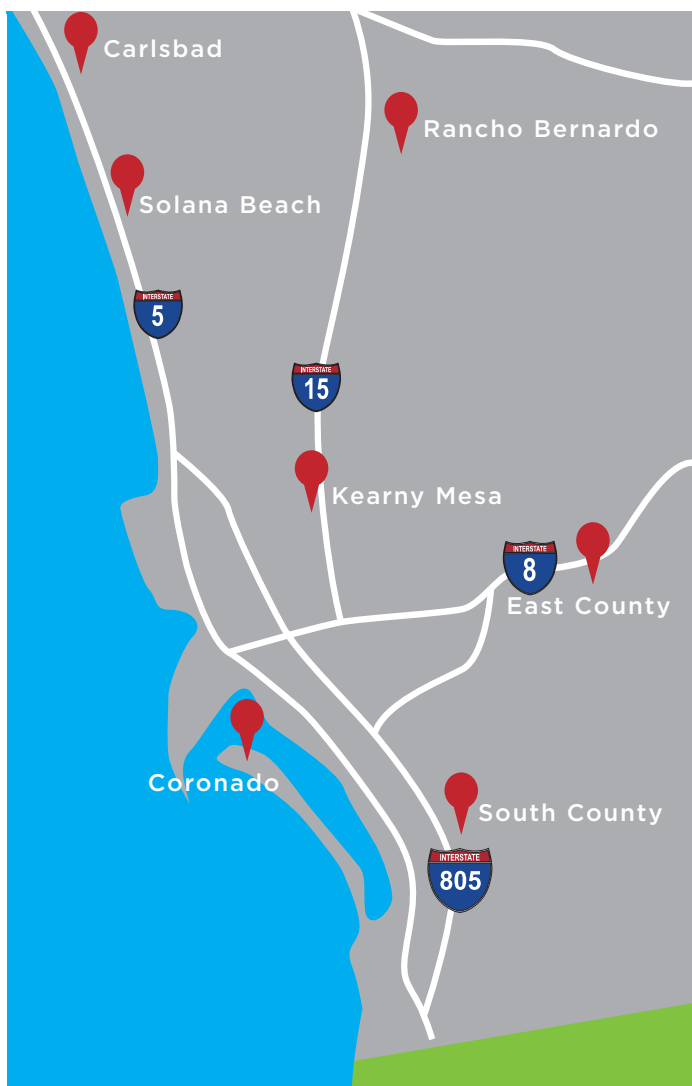 Carlsbad
Rancho Bernardo
Solana Beach
INTERSTATE
5
INTERSTATE
15
Kearny Mesa
INTERSTATE
8
East County
Coronado
South County
INTERSTATE
805